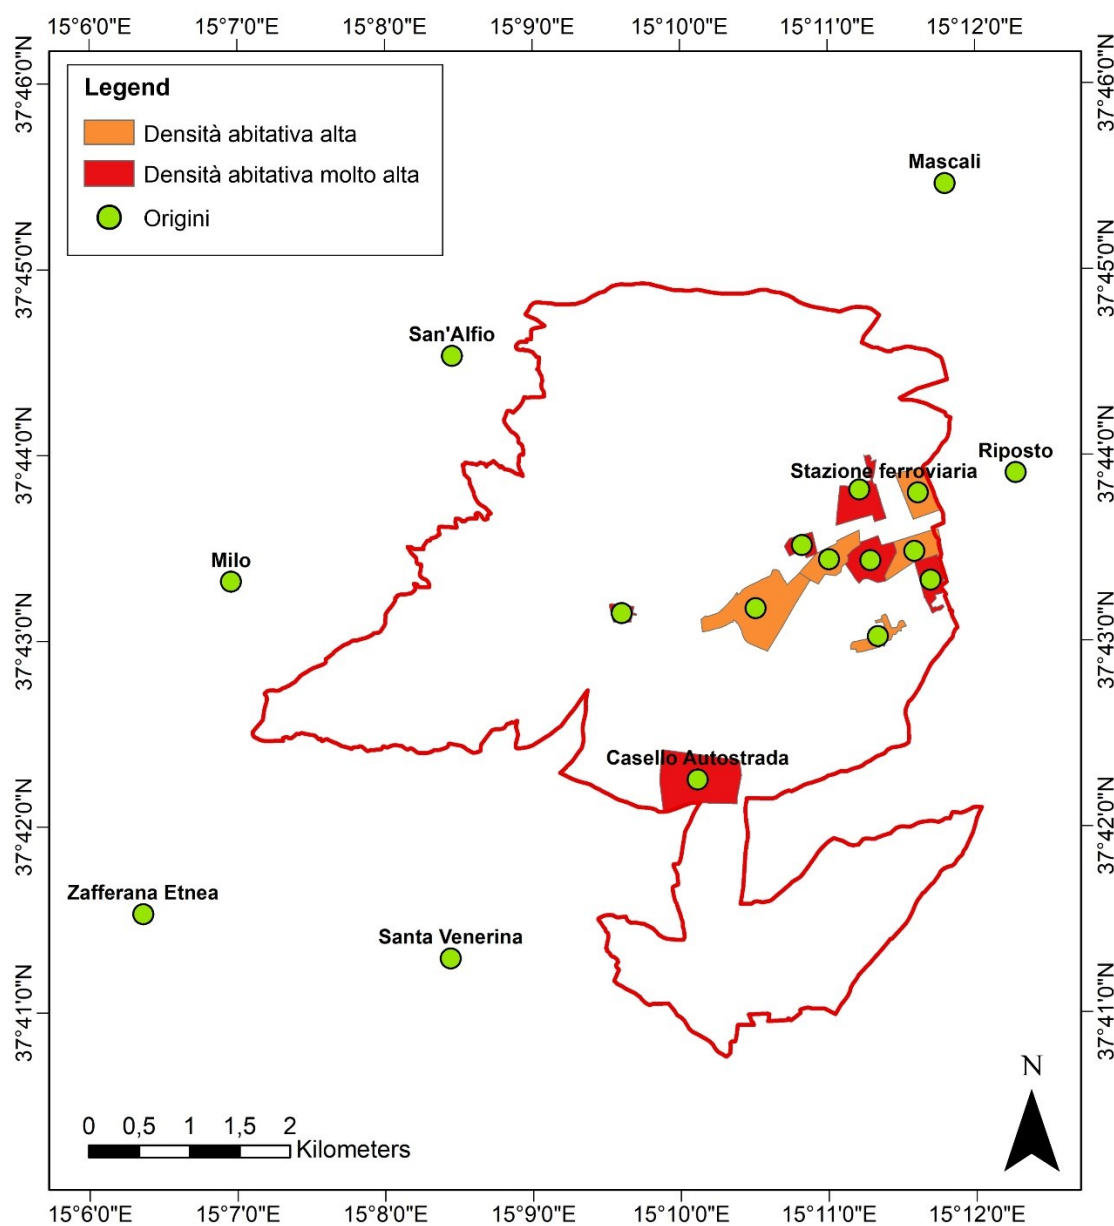 15°6'0"E 15°7'0"E 15°8'0"E 15°9'0"E 15°10'0"E 15°11'0"E 15°12'0"E
37°46'0"N 37°46'0"N
Legend
Densità abitativa alta
Densità abitativa molto alta
Origini
Mascali
37°45'0"N 37°45'0"N
San'Alfio
37°44'0"N 37°44'0"N
Riposto
Stazione ferroviaria
Milo
37°43'0"N 37°43'0"N
Casello Autostrada
37°42'0"N 37°42'0"N
Zafferana Etnea
Santa Venerina
37°41'0"N 37°41'0"N
N
0 0,5 1 1,5 2
Kilometers
15°6'0"E 15°7'0"E 15°8'0"E 15°9'0"E 15°10'0"E 15°11'0"E 15°12'0"E